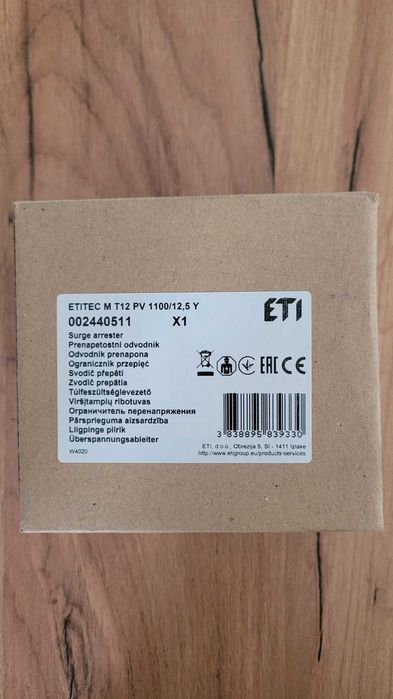 ETITEC M T12 PV 1100/12,5 Y
ETI
002440511 X1
Surge arrester
Prenapetostni odvodnik
Odvodnik prenapona
Ogranicznik przepięć
Svodič přepětí
Zvodič prepätia
Túlfeszültséglevezető
Viršįtampių ribotuvas
Ограничитель перенапряжения
Pārsprieguma aizsardzība
Liigpinge piirik
Überspannungsableiter
W4020
EAC CE
3 838895 839330
ETI, d.o.o., Obrezija 5, SI - 1411 Izlake
http://www.etigroup.eu/products-services